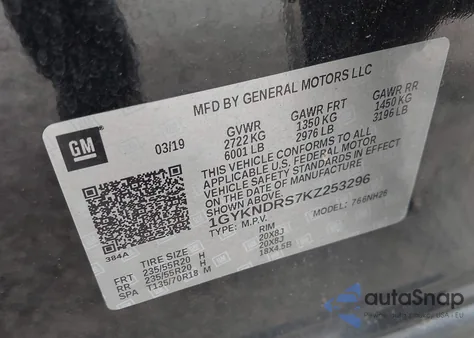 MFD BY GENERAL MOTORS LLC
GM
03/19
GVWR GAWR FRT GAWR RR
2722 KG 1350 KG 1450 KG
6001 LB 2976 LB 3196 LB
THIS VEHICLE CONFORMS TO ALL
APPLICABLE U.S. FEDERAL MOTOR
VEHICLE SAFETY STANDARDS IN EFFECT
ON THE DATE OF MANUFACTURE
1GYKNDRS7KZ253296
TYPE: M.P.V. MODEL: 766NH26
384A
TIRE SIZE RIM
FRT 235/55R20 H 20X8J
RR 235/55R20 H 20X8J
SPA T135/70R18 M 18X4.5B
autoSnap